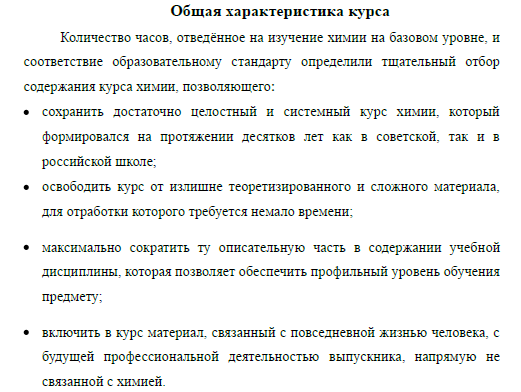 Общая характеристика курса
Количество часов, отведённое на изучение химии на базовом уровне, и
соответствие образовательному стандарту определили тщательный отбор
содержания курса химии, позволяющего:
• сохранить достаточно целостный и системный курс химии, который
формировался на протяжении десятков лет как в советской, так и в
российской школе;
• освободить курс от излишне теоретизированного и сложного материала,
для отработки которого требуется немало времени;
• максимально сократить ту описательную часть в содержании учебной
дисциплины, которая позволяет обеспечить профильный уровень обучения
предмету;
• включить в курс материал, связанный с повседневной жизнью человека, с
будущей профессиональной деятельностью выпускника, напрямую не
связанной с химией.